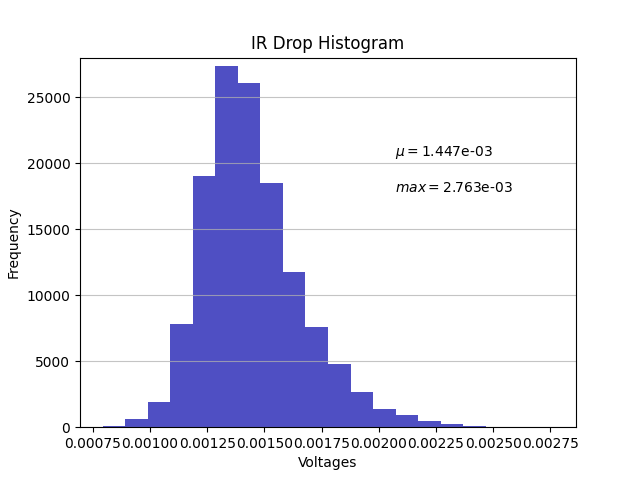 IR Drop Histogram
25000
20000
15000
10000
5000
0
Frequency
μ = 1.447e-03
max = 2.763e-03
0.00075 0.00100 0.00125 0.00150 0.00175 0.00200 0.00225 0.00250 0.00275
Voltages